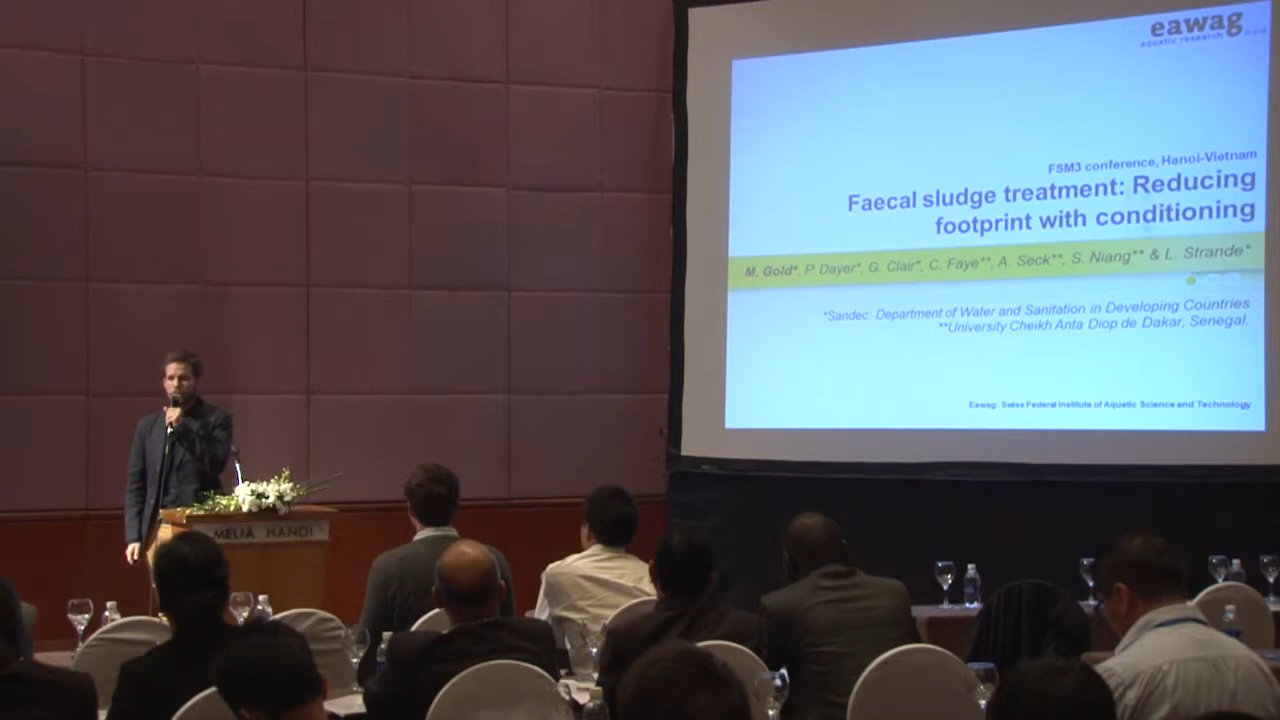 eawag
aquatic research
FSM3 conference, Hanoi-Vietnam
Faecal sludge treatment: Reducing
footprint with conditioning
M. Gold*, P Dayer*, G. Clair*, C. Faye**, A. Seck**, S. Niang** & L. Strande*
*Sandec: Department of Water and Sanitation in Developing Countries
**University Cheikh Anta Diop de Dakar, Senegal.
Eawag: Swiss Federal Institute of Aquatic Science and Technology
MELIÃ HANOI